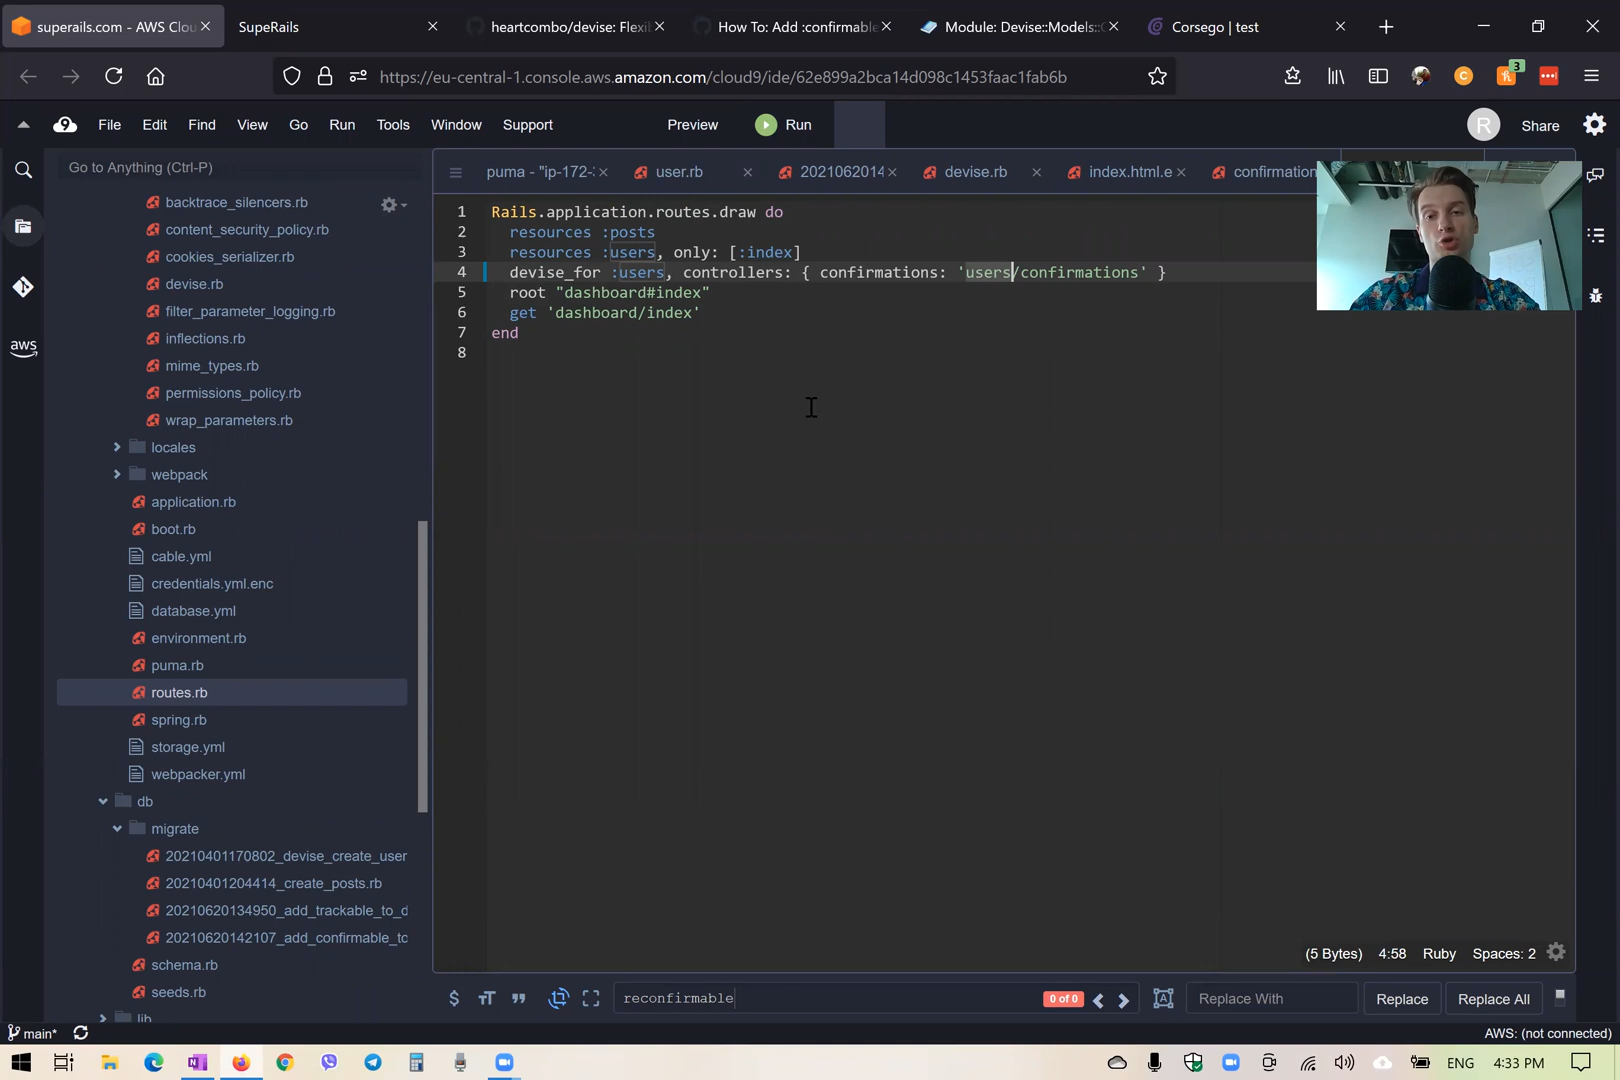 superails.com - AWS Clou
SupeRails
heartcombo/devise: Flexi
How To: Add :confirmable
Module: Devise::Models::C
Corsego | test
https://eu-central-1.console.aws.amazon.com/cloud9/ide/62e899a2bca14d098c1453faac1fab6b
3
9
File
Edit
Find
View
Go
Run
Tools
Window
Support
Preview
Run
R
Share
Go to Anything (Ctrl-P)
puma - "ip-172-3
user.rb
2021062014
devise.rb
index.html.e
confirmation
backtrace_silencers.rb
content_security_policy.rb
cookies_serializer.rb
devise.rb
filter_parameter_logging.rb
inflections.rb
mime_types.rb
permissions_policy.rb
wrap_parameters.rb
locales
webpack
application.rb
boot.rb
cable.yml
credentials.yml.enc
database.yml
environment.rb
puma.rb
routes.rb
spring.rb
storage.yml
webpacker.yml
db
migrate
20210401170802_devise_create_user
20210401204414_create_posts.rb
20210620134950_add_trackable_to_d
20210620142107_add_confirmable_to
schema.rb
seeds.rb
lib
aws
1 Rails.application.routes.draw do
2 resources :posts
3 resources :users, only: [:index]
4 devise_for :users, controllers: { confirmations: 'users/confirmations' }
5 root "dashboard#index"
6 get 'dashboard/index'
7 end
8
(5 Bytes) 4:58 Ruby Spaces: 2
reconfirmable
0 of 0
Replace With
Replace
Replace All
main*
AWS: (not connected)
ENG
4:33 PM